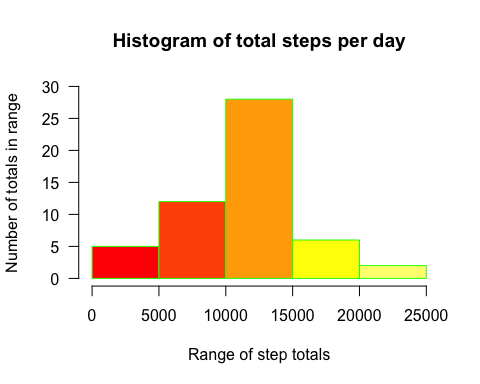 Histogram of total steps per day
Number of totals in range
30
25
20
15
10
5
0
0 5000 10000 15000 20000 25000
Range of step totals